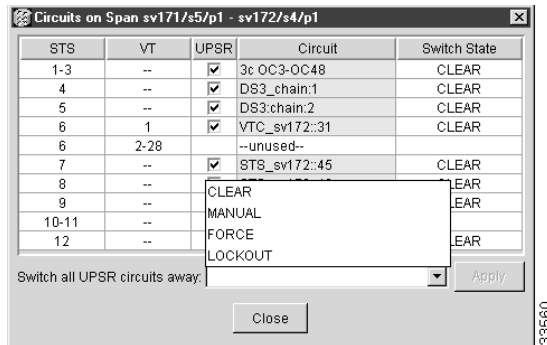 Circuits on Span sv171/s5/p1 - sv172/s4/p1
STS VT UPSR Circuit Switch State
1-3 -- 3c OC3-OC48 CLEAR
4 -- DS3_chain:1 CLEAR
5 -- DS3:chain:2 CLEAR
6 1 VTC_sv172::31 CLEAR
6 2-28 --unused--
7 -- STS_sv172::45 CLEAR
8 -- LEAR
9 -- LEAR
10-11 --
12 -- LEAR
CLEAR
MANUAL
FORCE
LOCKOUT
Switch all UPSR circuits away:
Apply
Close
33560